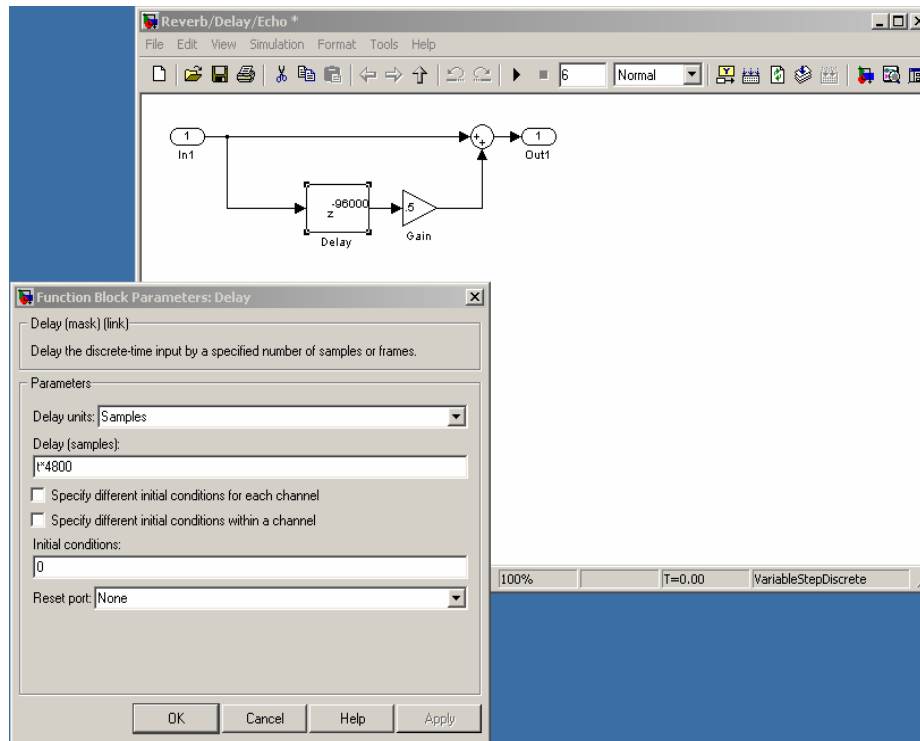 Reverb/Delay/Echo *
File Edit View Simulation Format Tools Help
6 Normal
1
In1
+
+
1
Out1
z -96000
Delay
.5
Gain
100% T=0.00 VariableStepDiscrete
Function Block Parameters: Delay
Delay (mask) (link)
Delay the discrete-time input by a specified number of samples or frames.
Parameters
Delay units: Samples
Delay (samples):
t*4800
Specify different initial conditions for each channel
Specify different initial conditions within a channel
Initial conditions:
0
Reset port: None
OK Cancel Help Apply